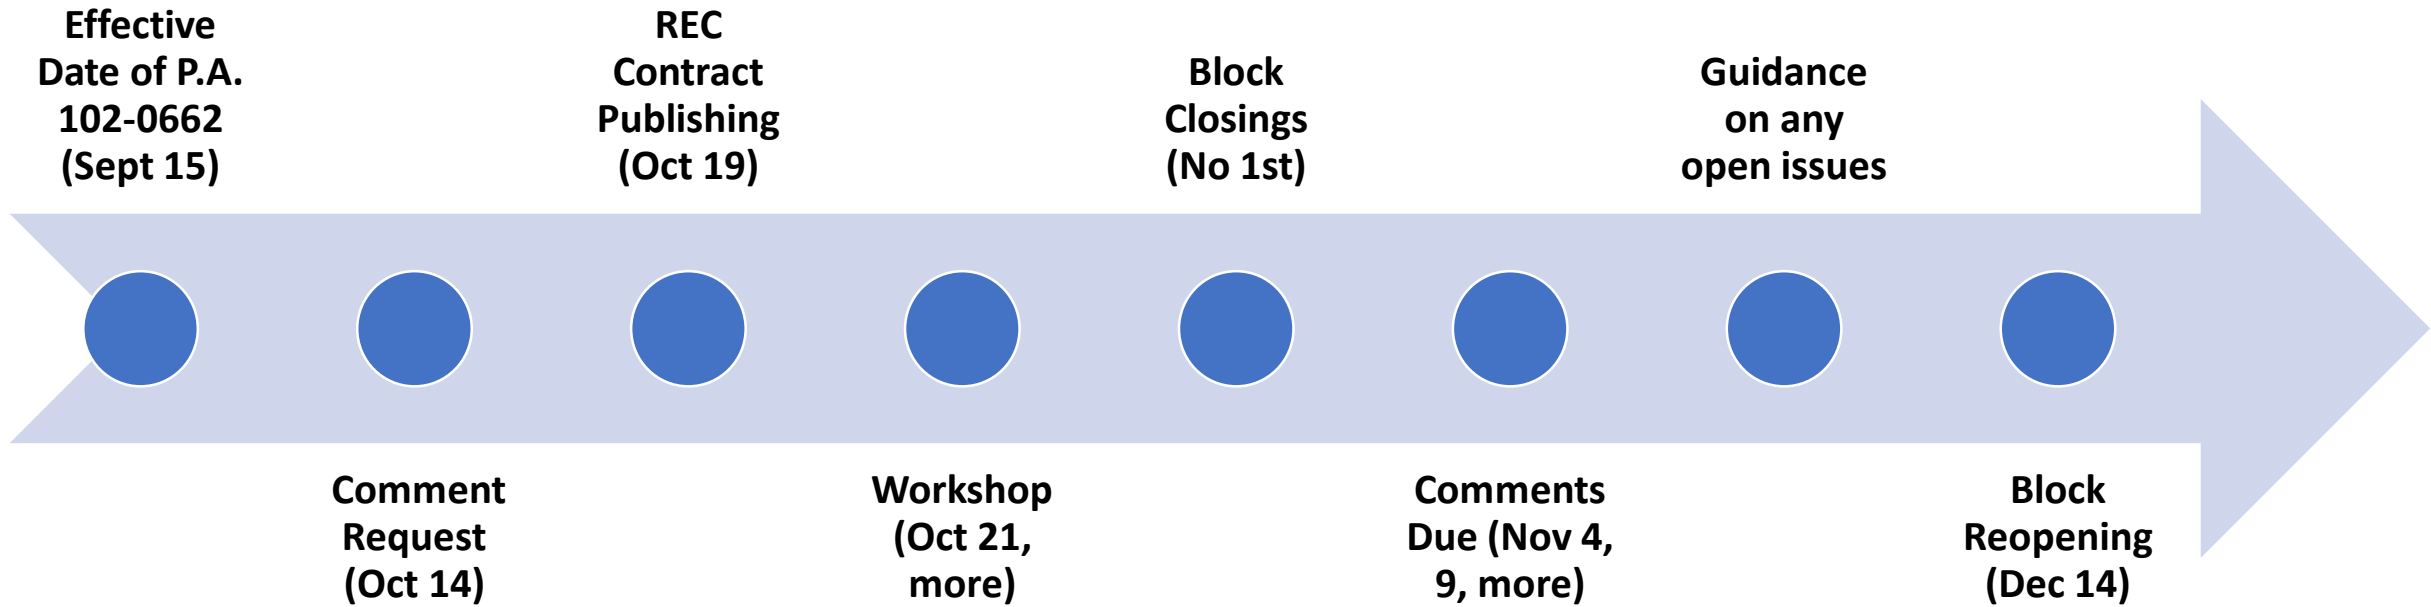 Effective
Date of P.A.
102-0662
(Sept 15)
Comment
Request
(Oct 14)
REC
Contract
Publishing
(Oct 19)
Workshop
(Oct 21,
more)
Block
Closings
(No 1st)
Comments
Due (Nov 4,
9, more)
Guidance
on any
open issues
Block
Reopening
(Dec 14)